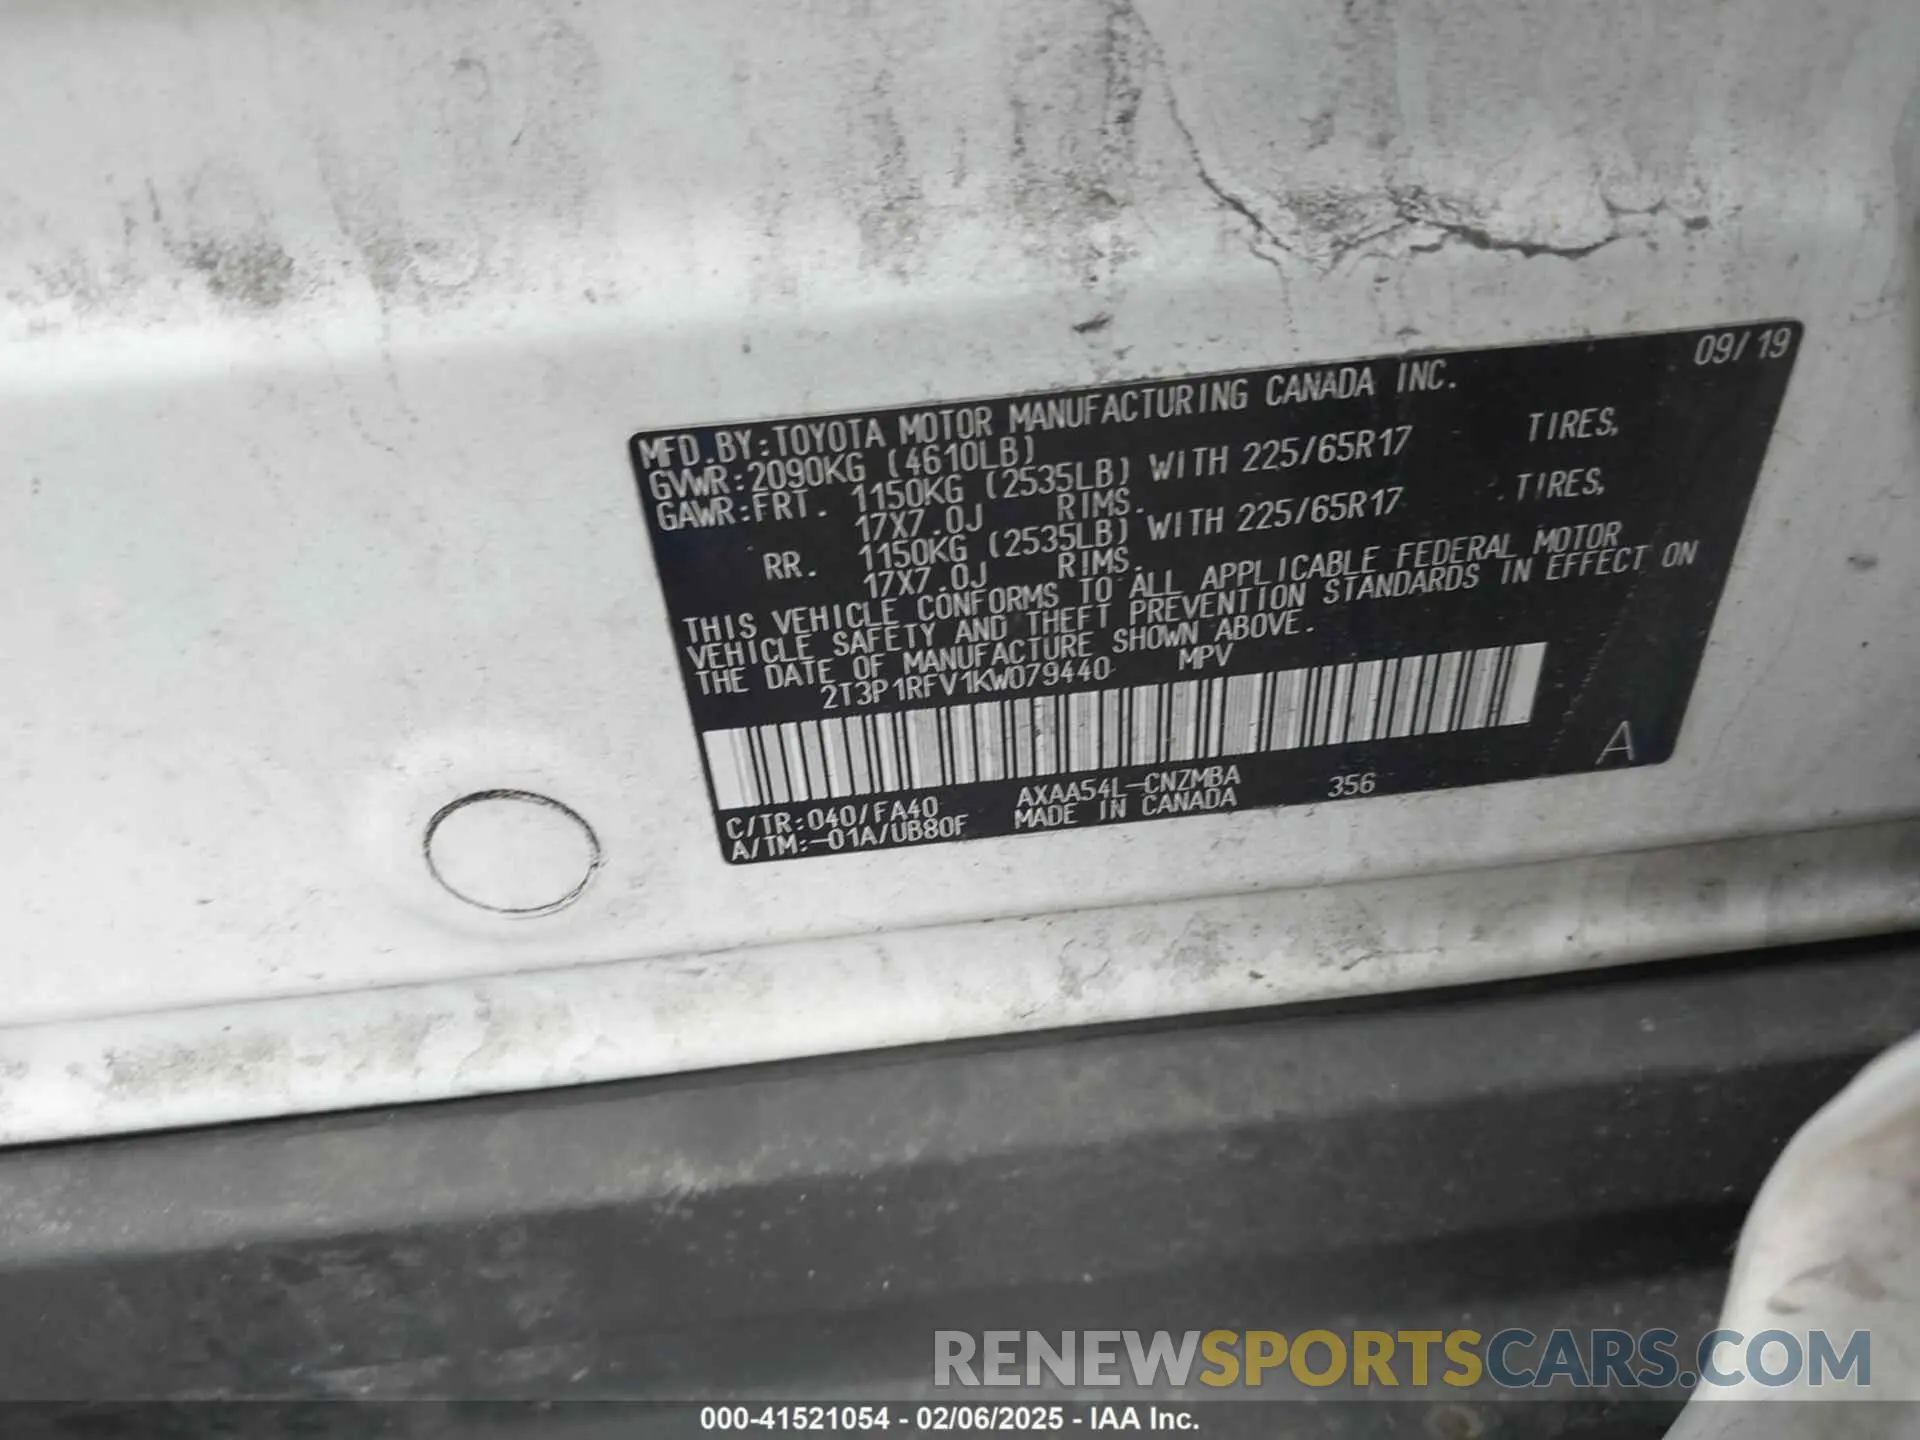 09/19
MFD.BY:TOYOTA MOTOR MANUFACTURING CANADA INC.
GVWR:2090KG (4610LB)
GAWR:FRT. 1150KG (2535LB) WITH 225/65R17 TIRES,
17X7.0J RIMS.
RR. 1150KG (2535LB) WITH 225/65R17 TIRES,
17X7.0J RIMS.
THIS VEHICLE CONFORMS TO ALL APPLICABLE FEDERAL MOTOR
VEHICLE SAFETY AND THEFT PREVENTION STANDARDS IN EFFECT ON
THE DATE OF MANUFACTURE SHOWN ABOVE.
2T3P1RFV1KW079440 MPV
A
C/TR:040/FA40 AXAA54L-CNZMBA 356
A/TM:-01A/UB80F MADE IN CANADA
RENEWSPORTSCARS.COM
000-41521054 - 02/06/2025 - IAA Inc.